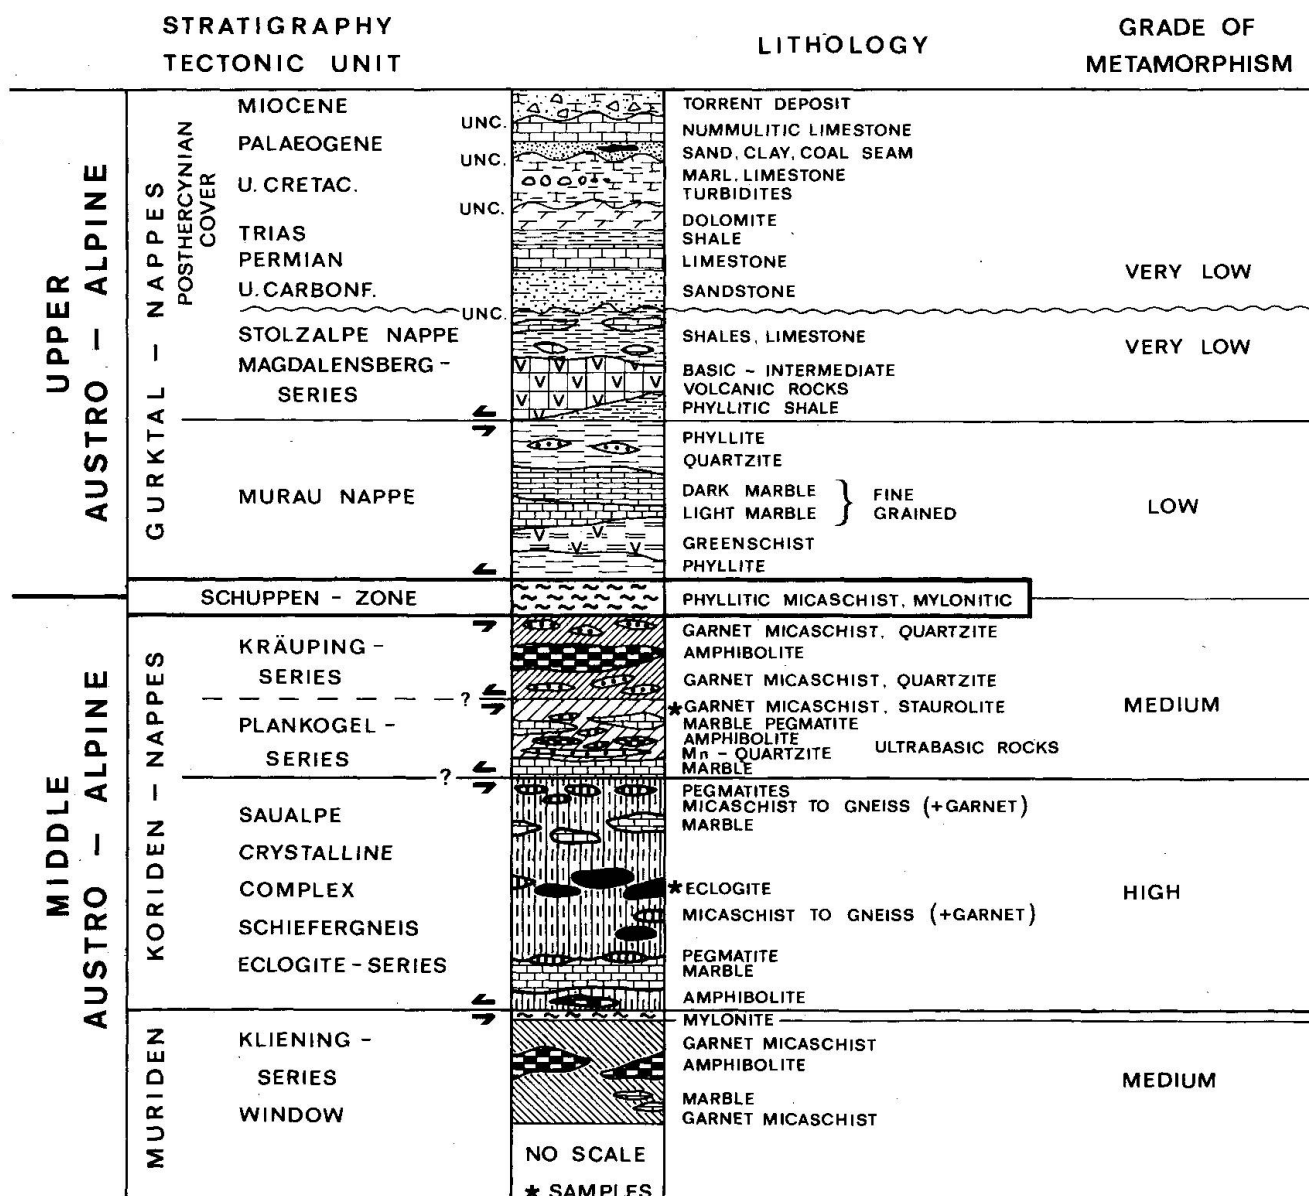 STRATIGRAPHY
TECTONIC UNIT
LITHOLOGY
GRADE OF
METAMORPHISM
UPPER
AUSTRO – ALPINE
GURKTAL – NAPPES
POSTHERCYNIAN
COVER
MIOCENE
PALAEOGENE
U. CRETAC.
TRIAS
PERMIAN
U. CARBONF.
UNC.
UNC.
UNC.
UNC.
TORRENT DEPOSIT
NUMMULITIC LIMESTONE
SAND, CLAY, COAL SEAM
MARL, LIMESTONE
TURBIDITES
DOLOMITE
SHALE
LIMESTONE
SANDSTONE
VERY LOW
STOLZALPE NAPPE
MAGDALENSBERG –
SERIES
SHALES, LIMESTONE
BASIC – INTERMEDIATE
VOLCANIC ROCKS
PHYLLITIC SHALE
VERY LOW
MURAU NAPPE
PHYLLITE
QUARTZITE
DARK MARBLE } FINE
LIGHT MARBLE } GRAINED
GREENSCHIST
PHYLLITE
LOW
SCHUPPEN – ZONE
PHYLLITIC MICASCHIST, MYLONITIC
MIDDLE
AUSTRO – ALPINE
KORIDEN – NAPPES
KRÄUPING –
SERIES
GARNET MICASCHIST, QUARTZITE
AMPHIBOLITE
GARNET MICASCHIST, QUARTZITE
?
PLANKOGEL –
SERIES
*GARNET MICASCHIST, STAUROLITE
MARBLE PEGMATITE
AMPHIBOLITE
Mn – QUARTZITE ULTRABASIC ROCKS
MARBLE
MEDIUM
?
SAUALPE
CRYSTALLINE
COMPLEX
SCHIEFERGNEIS
ECLOGITE – SERIES
PEGMATITES
MICASCHIST TO GNEISS (+GARNET)
MARBLE
*ECLOGITE
MICASCHIST TO GNEISS (+GARNET)
PEGMATITE
MARBLE
AMPHIBOLITE
HIGH
MURIDEN
KLIENING –
SERIES
WINDOW
MYLONITE
GARNET MICASCHIST
AMPHIBOLITE
MARBLE
GARNET MICASCHIST
MEDIUM
NO SCALE
* SAMPLES